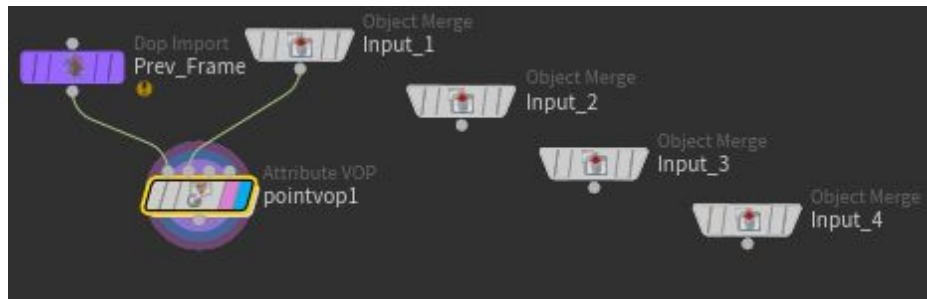 Dop Import
Prev_Frame
Object Merge
Input_1
Object Merge
Input_2
Object Merge
Input_3
Attribute VOP
pointvop1
Object Merge
Input_4